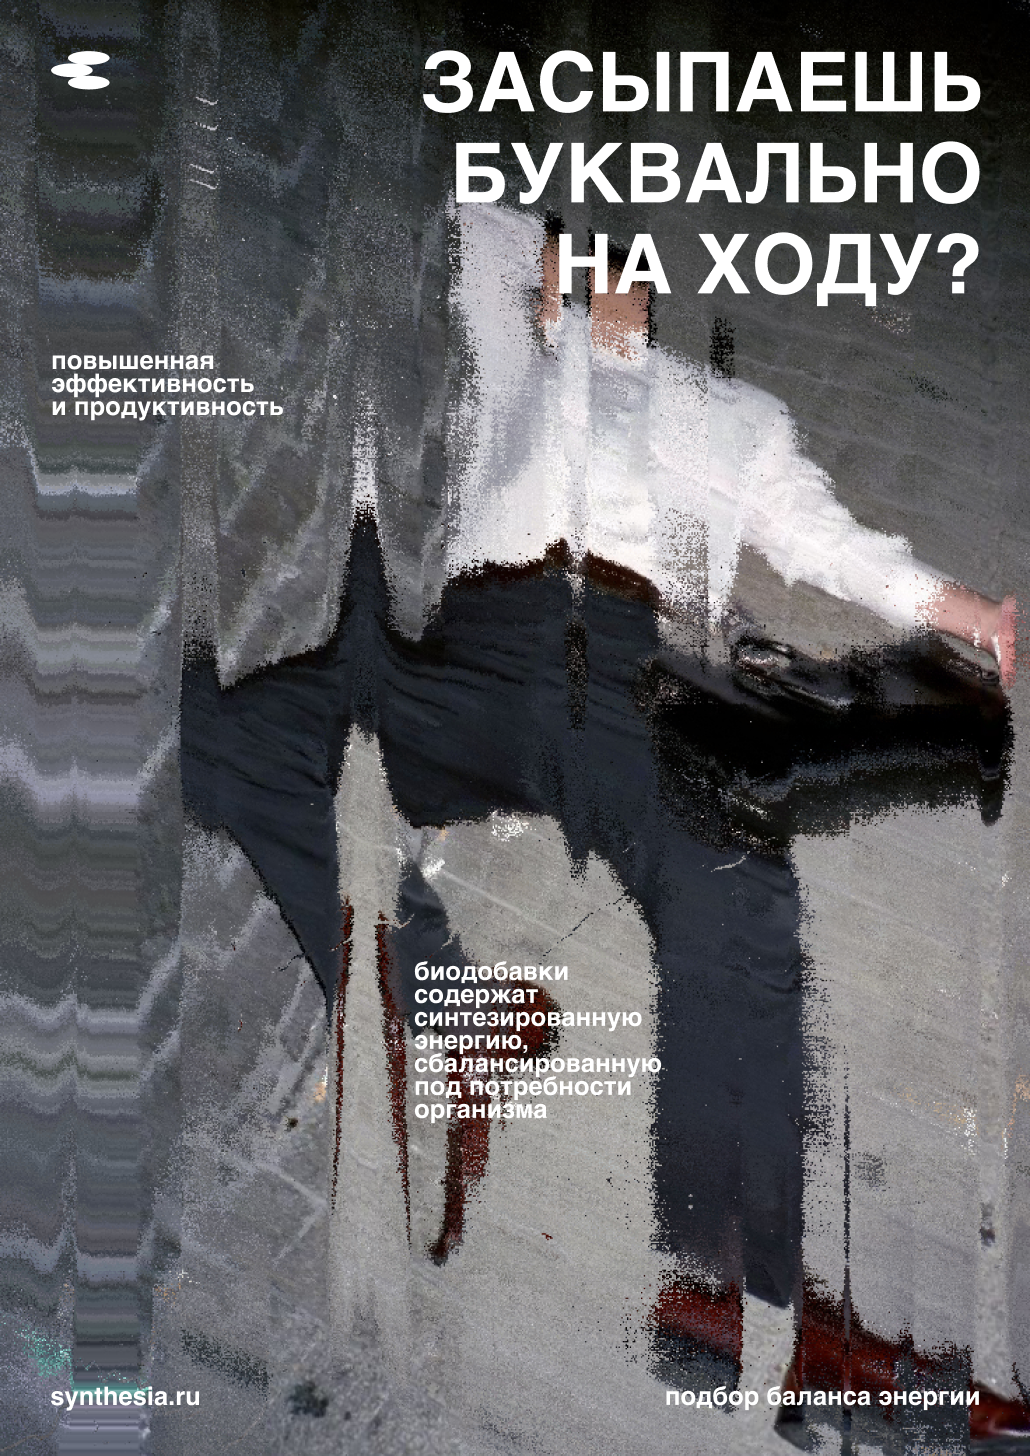 ЗАСЫПАЕШЬ
БУКВАЛЬНО
НА ХОДУ?
повышенная
эффективность
и продуктивность
биодобавки
содержат
синтезированную
энергию,
сбалансированную
под потребности
организма
synthesia.ru
подбор баланса энергии